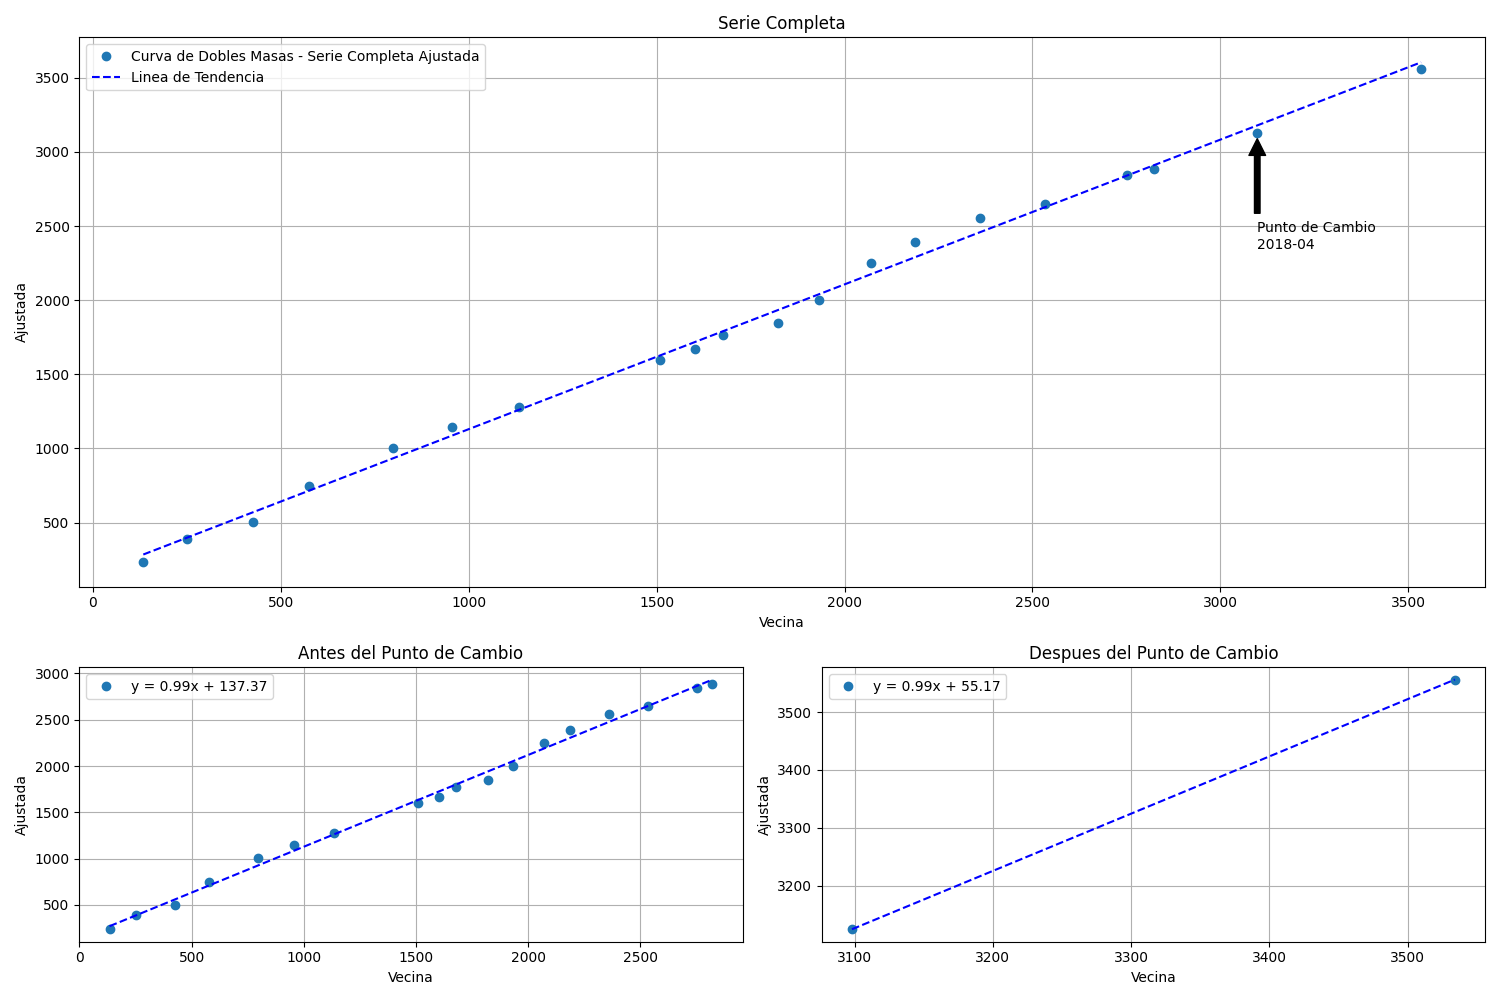 Serie Completa
Curva de Dobles Masas - Serie Completa Ajustada
Linea de Tendencia
3500
3000
2500
2000
1500
1000
500
Ajustada
Punto de Cambio
2018-04
0 500 1000 1500 2000 2500 3000 3500
Vecina
Antes del Punto de Cambio
y = 0.99x + 137.37
3000
2500
2000
1500
1000
500
Ajustada
0 500 1000 1500 2000 2500
Vecina
Despues del Punto de Cambio
y = 0.99x + 55.17
3500
3400
3300
3200
Ajustada
3100 3200 3300 3400 3500
Vecina